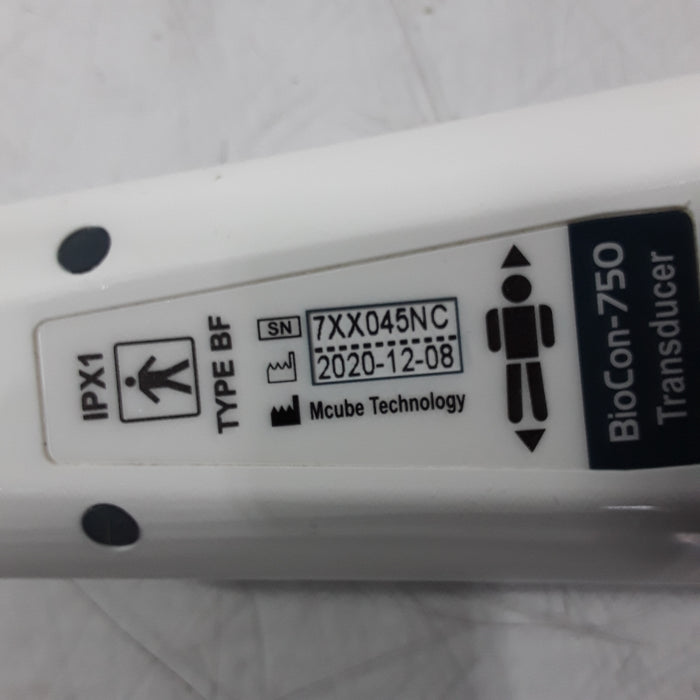 IPX1
TYPE BF
SN 7XX045NC
2020-12-08
Mcube Technology
BioCon-750
Transducer